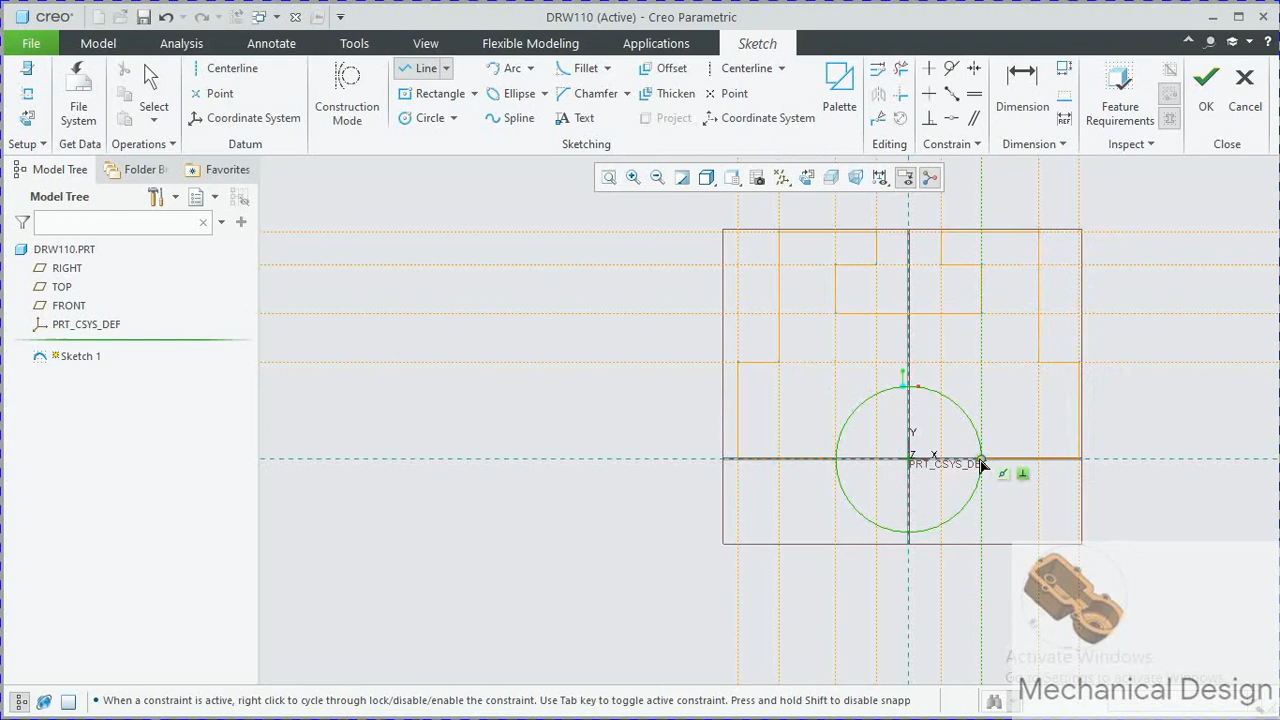 creo° DRW110 (Active) - Creo Parametric
File Model Analysis Annotate Tools View Flexible Modeling Applications Sketch
Centerline Line Arc Fillet Offset Centerline
Point Rectangle Ellipse Chamfer Thicken Point
Coordinate System Circle Spline Text Project Coordinate System
File System Select Construction Mode Palette Dimension REF Feature Requirements OK Cancel
Setup Get Data Operations Datum Sketching Editing Constrain Dimension Inspect Close
Model Tree Folder B Favorites
Model Tree
DRW110.PRT
RIGHT
TOP
FRONT
PRT_CSYS_DEF
Sketch 1
Y
Z X
PRT_CSYS_DE
Activate Windows
Mechanical Design
• When a constraint is active, right click to cycle through lock/disable/enable the constraint. Use Tab key to toggle active constraint. Press and hold Shift to disable snapp